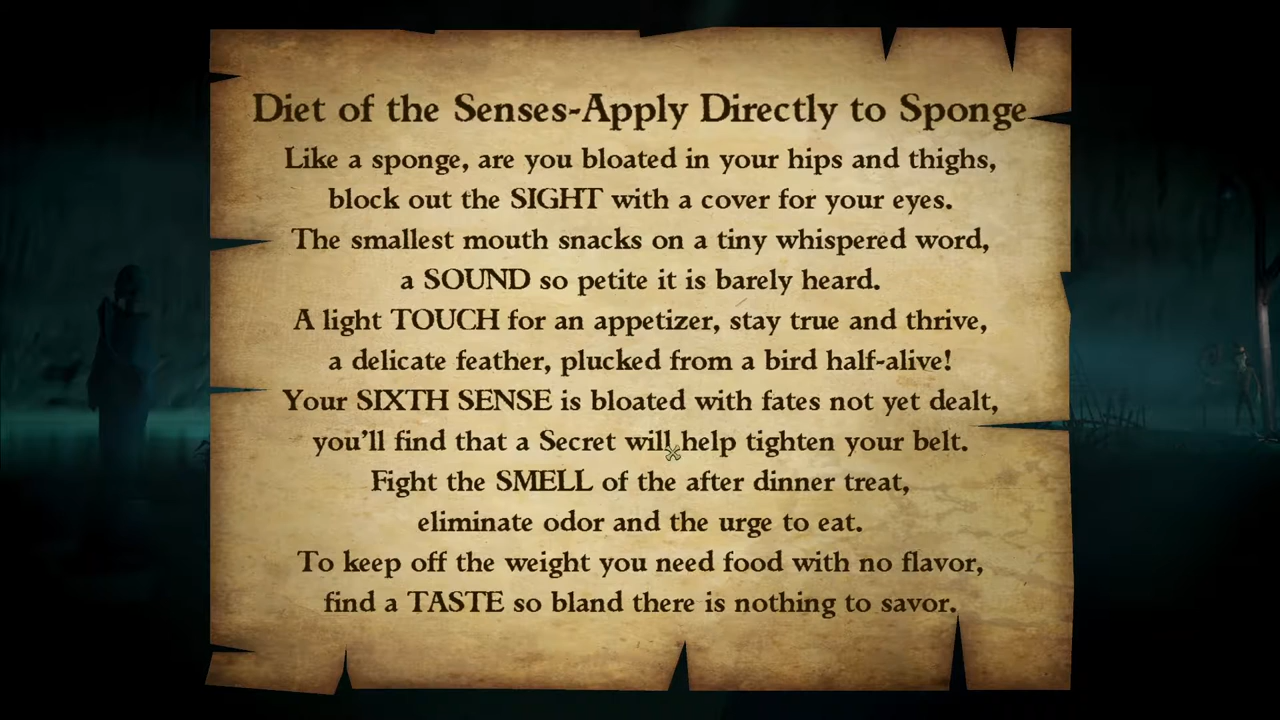 Diet of the Senses-Apply Directly to Sponge
Like a sponge, are you bloated in your hips and thighs,
block out the SIGHT with a cover for your eyes.
The smallest mouth snacks on a tiny whispered word,
a SOUND so petite it is barely heard.
A light TOUCH for an appetizer, stay true and thrive,
a delicate feather, plucked from a bird half-alive!
Your SIXTH SENSE is bloated with fates not yet dealt,
you'll find that a Secret will help tighten your belt.
Fight the SMELL of the after dinner treat,
eliminate odor and the urge to eat.
To keep off the weight you need food with no flavor,
find a TASTE so bland there is nothing to savor.